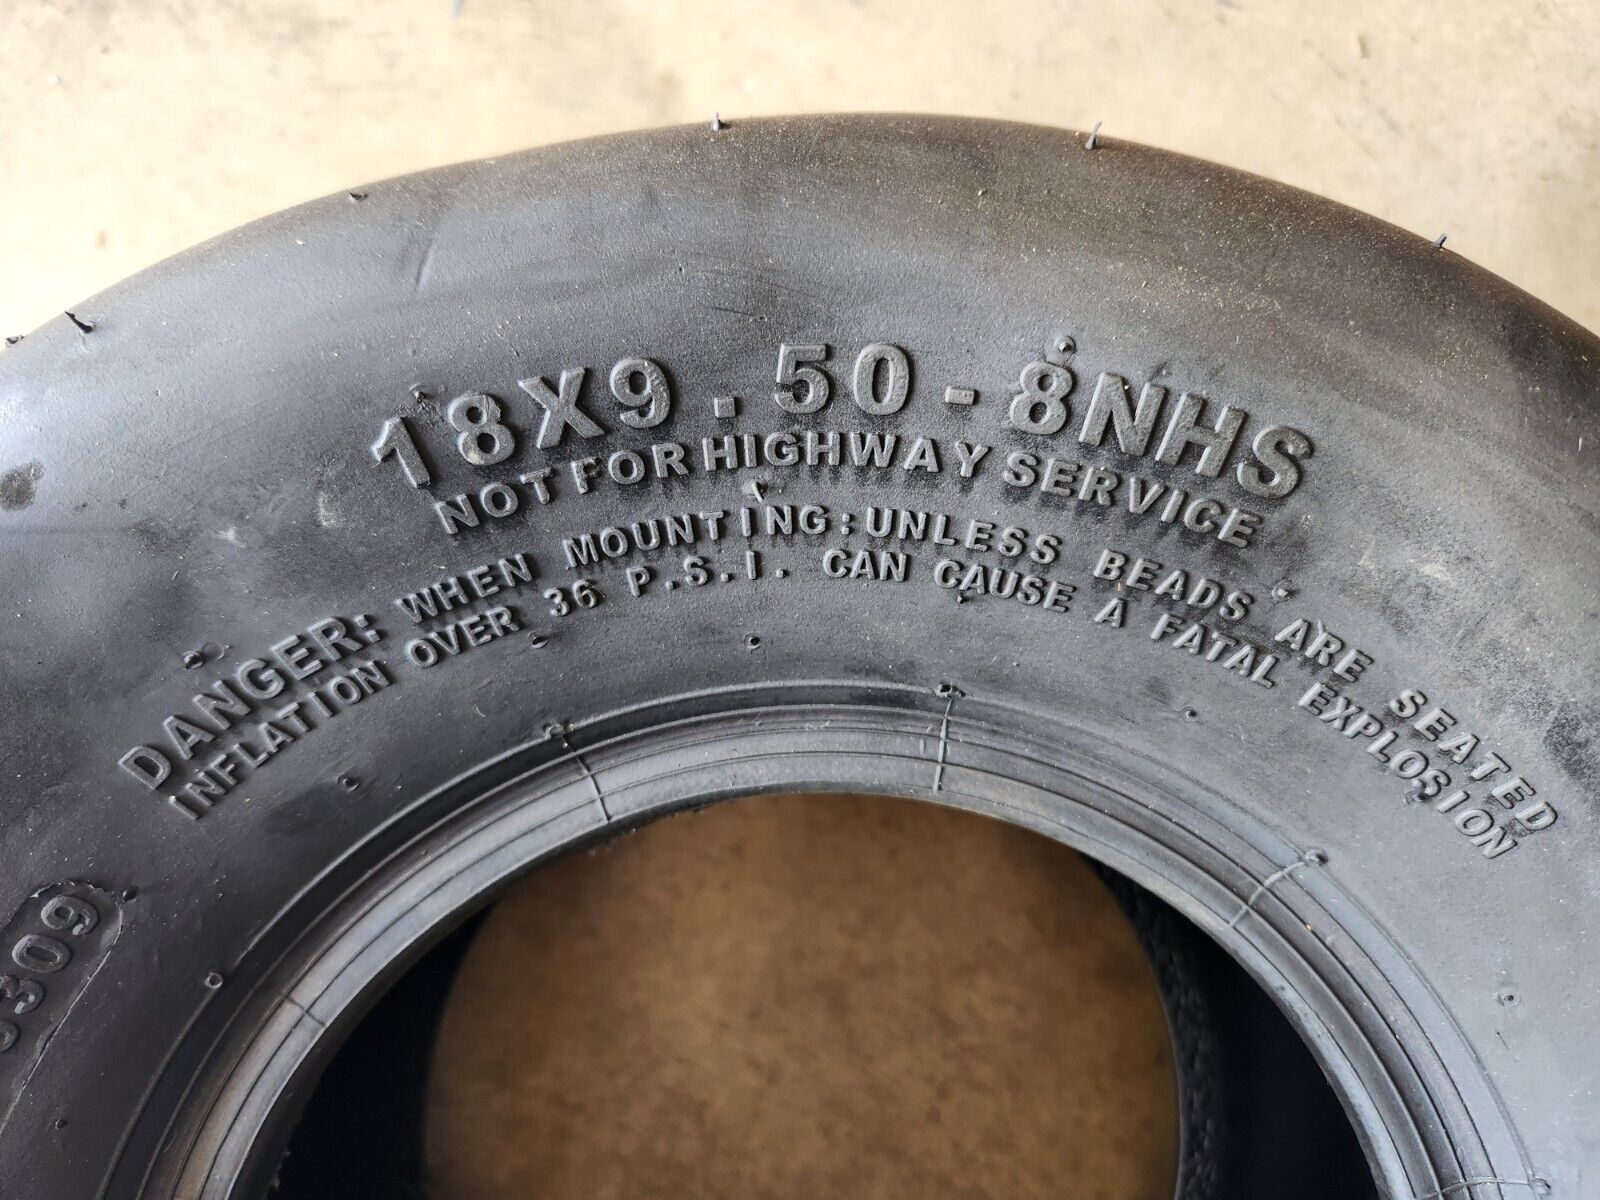 18X9.50-8NHS
NOT FOR HIGHWAY SERVICE
DANGER: WHEN MOUNTING: UNLESS BEADS ARE SEATED
INFLATION OVER 36 P.S.I. CAN CAUSE A FATAL EXPLOSION
309